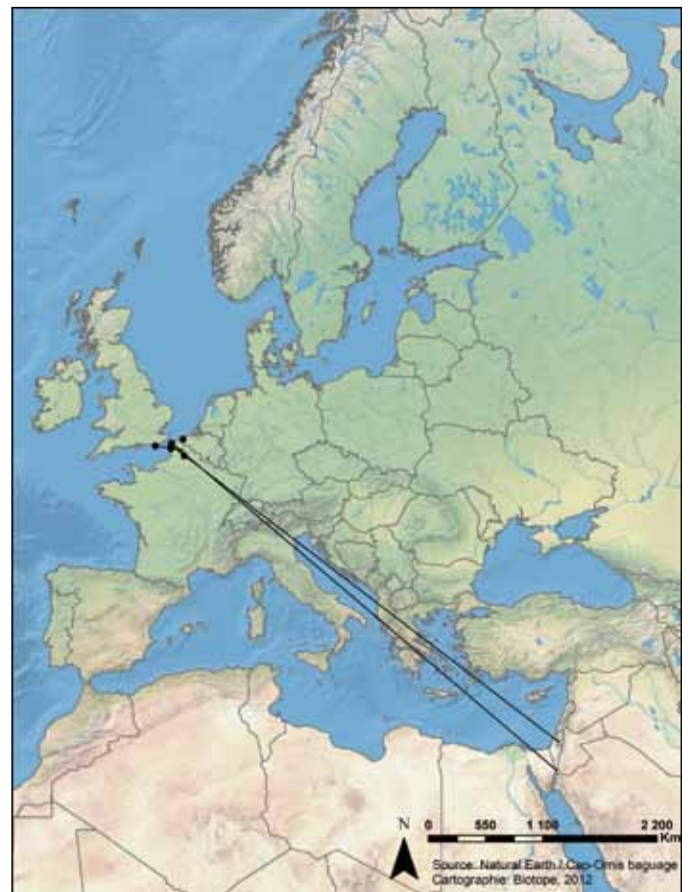 N
0 550 1 100 2 200
Km
Source: Natural Earth / Cap-Ornis baguage
Cartographie: Biotope, 2012